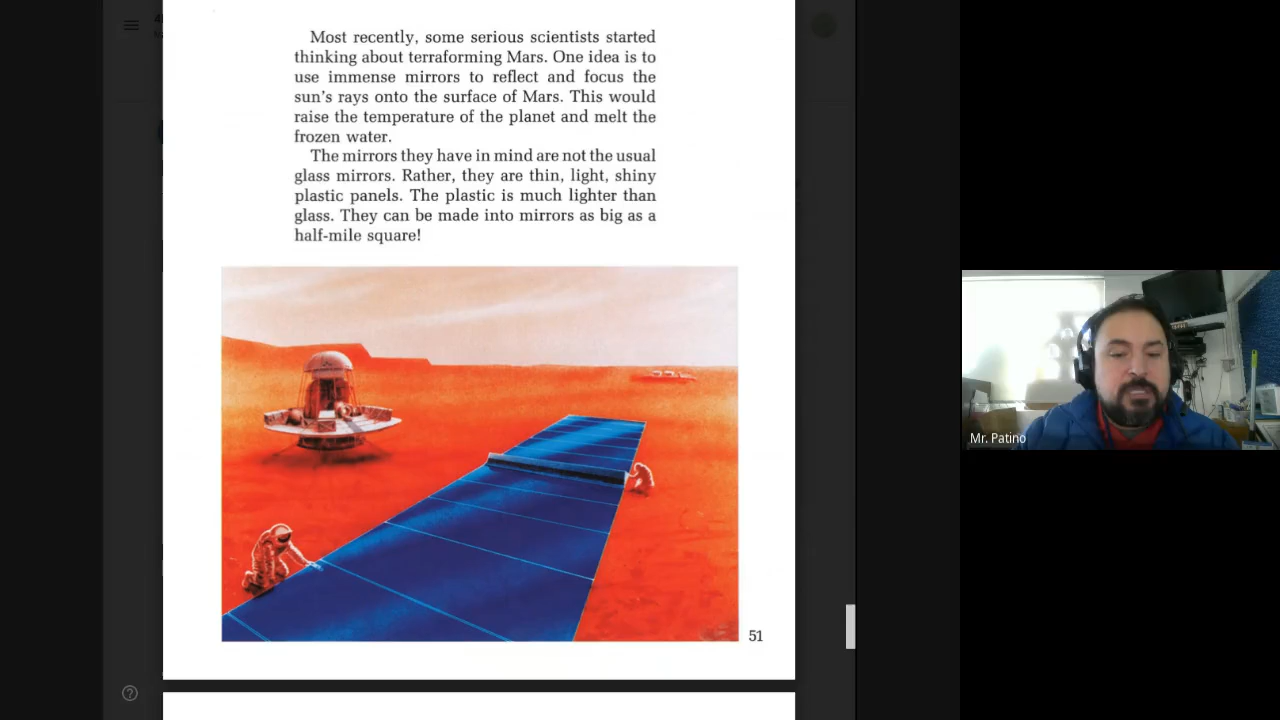 Most recently, some serious scientists started
thinking about terraforming Mars. One idea is to
use immense mirrors to reflect and focus the
sun's rays onto the surface of Mars. This would
raise the temperature of the planet and melt the
frozen water.
The mirrors they have in mind are not the usual
glass mirrors. Rather, they are thin, light, shiny
plastic panels. The plastic is much lighter than
glass. They can be made into mirrors as big as a
half-mile square!
51
Mr. Patino